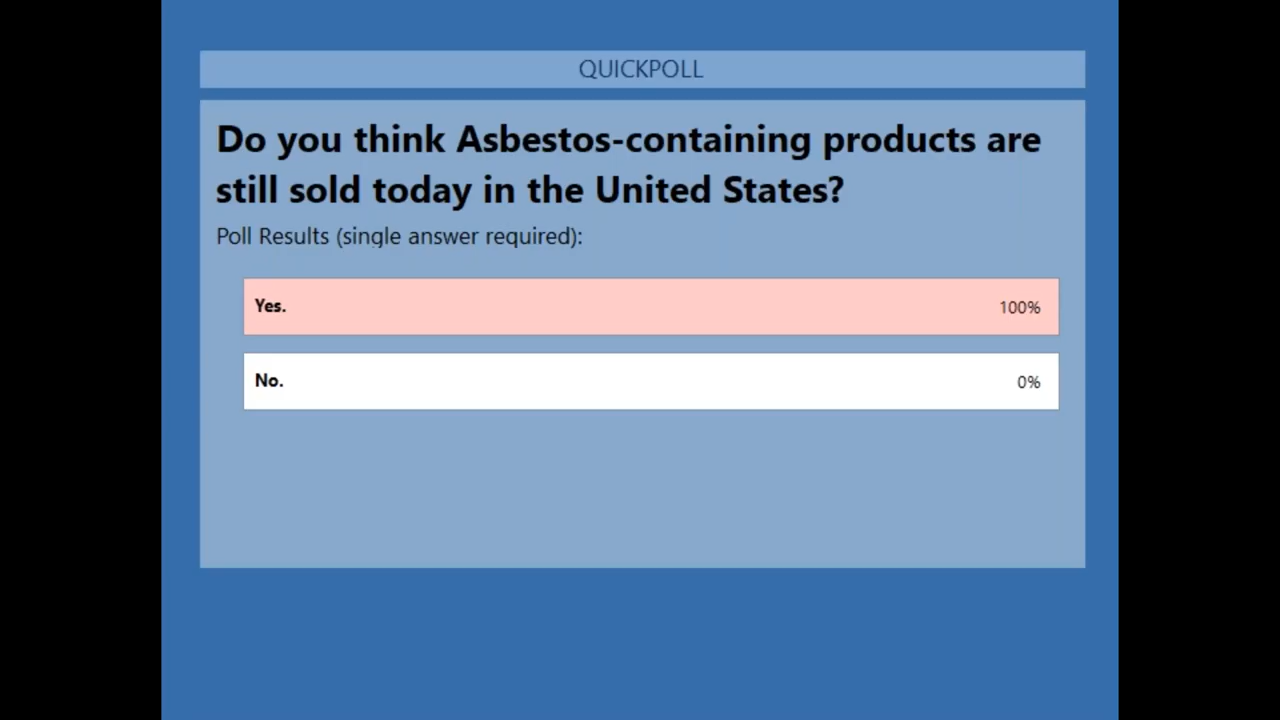 QUICKPOLL
Do you think Asbestos-containing products are
still sold today in the United States?
Poll Results (single answer required):
Yes. 100%
No. 0%